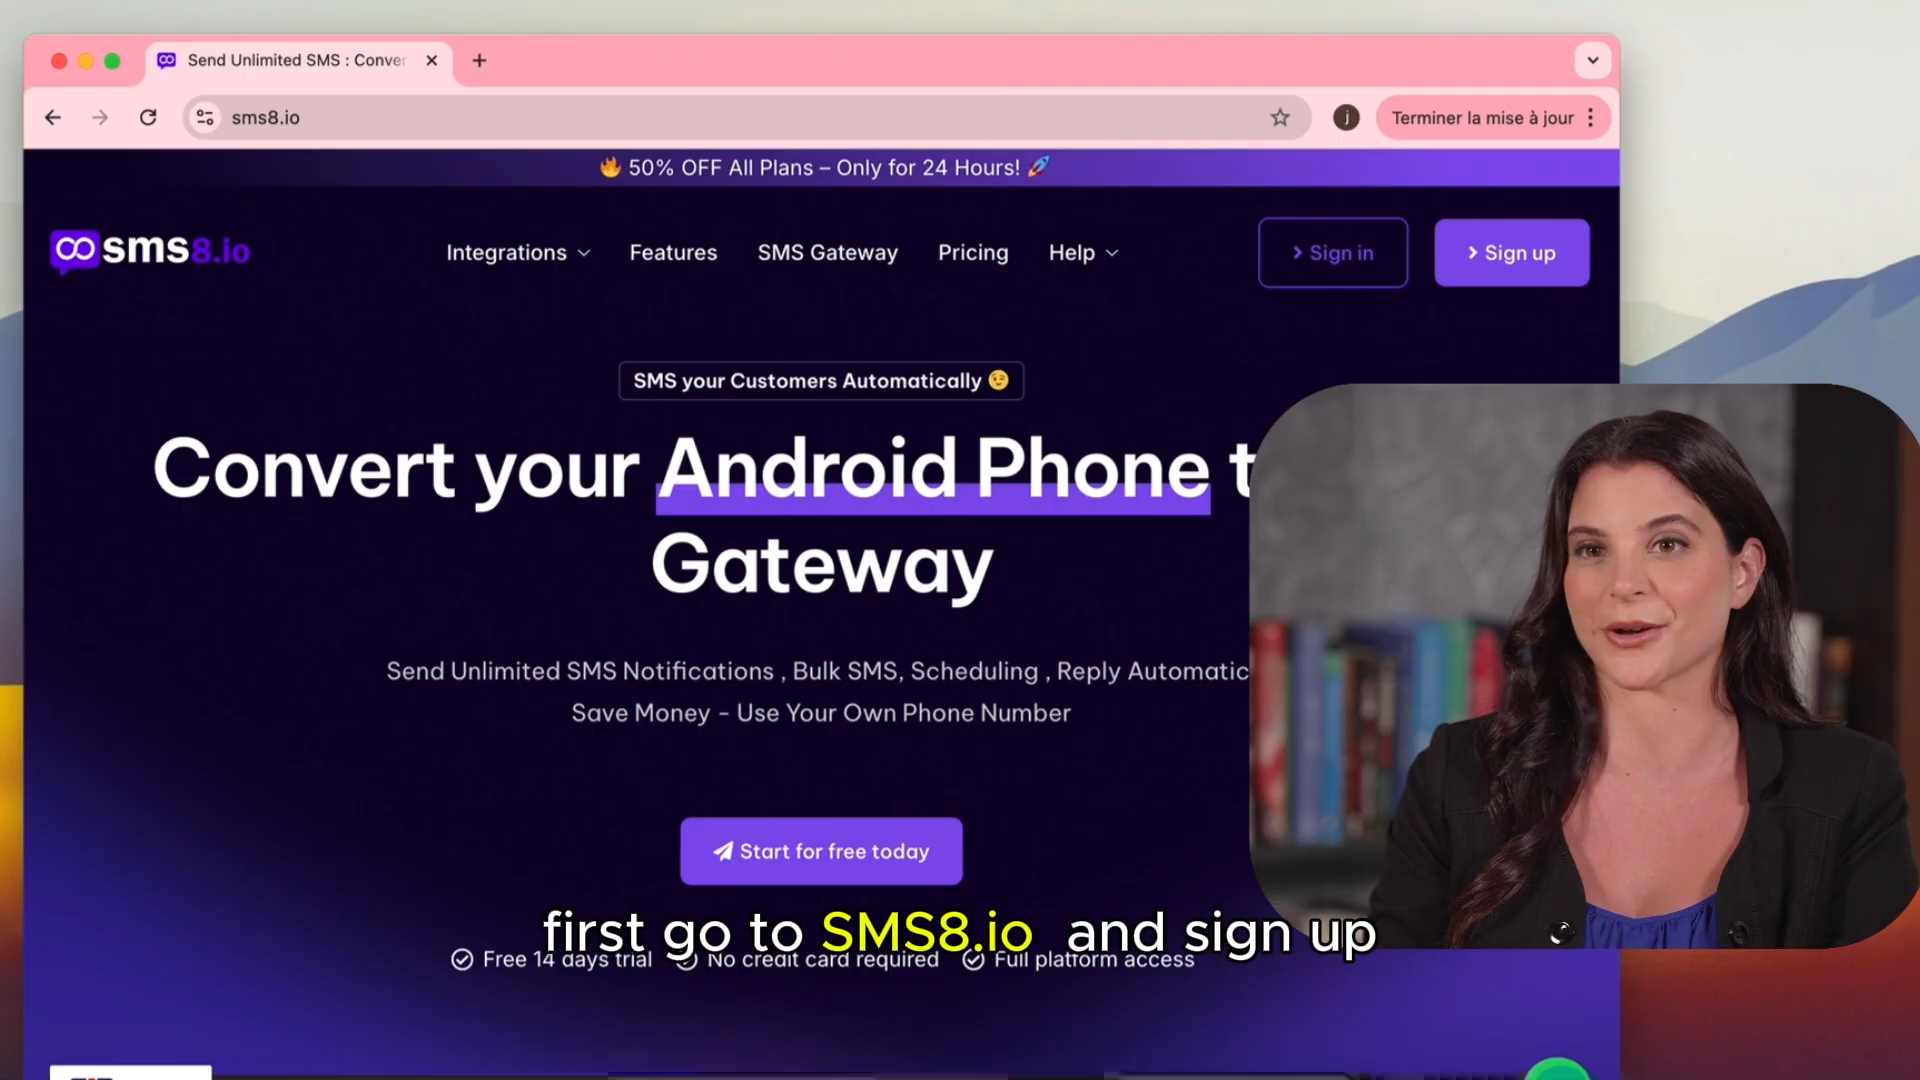 Send Unlimited SMS : Conver
sms8.io
j
Terminer la mise à jour
🔥 50% OFF All Plans – Only for 24 Hours! 🚀
sms8.io
Integrations
Features
SMS Gateway
Pricing
Help
Sign in
Sign up
SMS your Customers Automatically 😉
Convert your Android Phone t
Gateway
Send Unlimited SMS Notifications , Bulk SMS, Scheduling , Reply Automatic
Save Money - Use Your Own Phone Number
Start for free today
first go to SMS8.io and sign up
Free 14 days trial
No credit card required
Full platform access